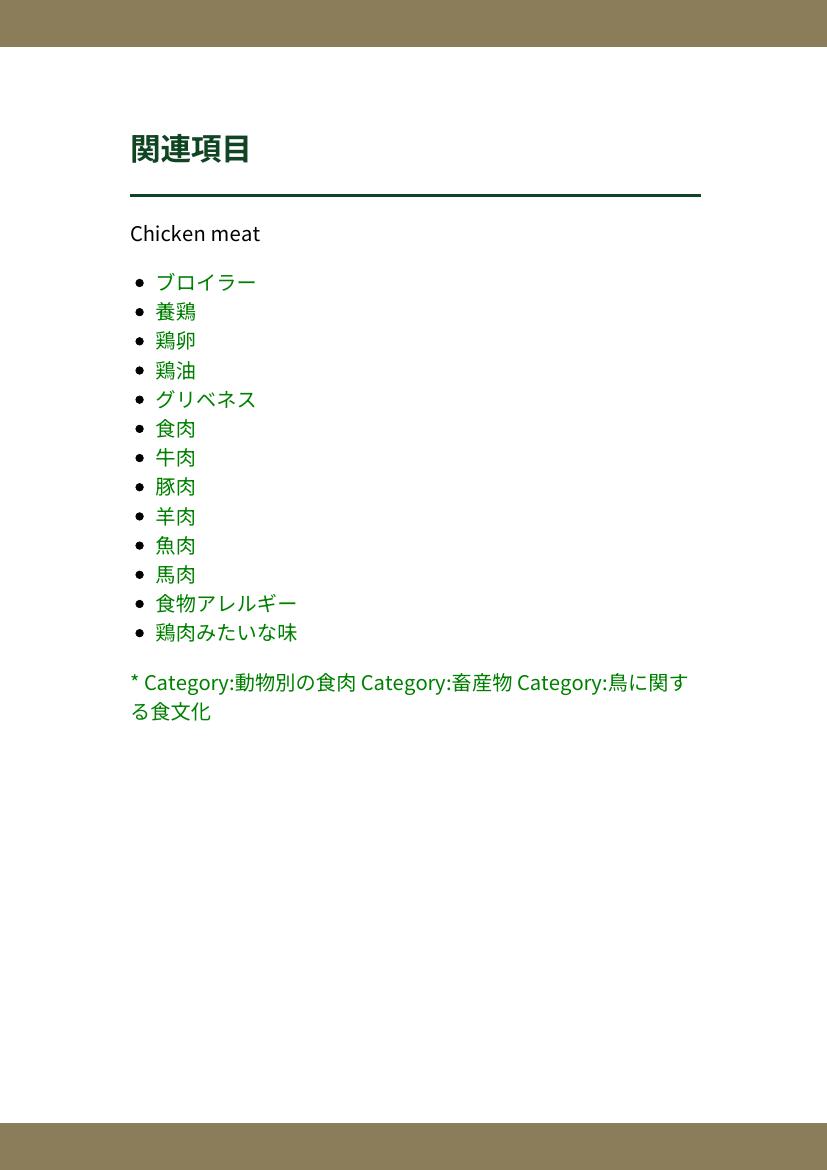 関連項目
Chicken meat
ブロイラー
養鶏
鶏卵
鶏油
グリベネス
食肉
牛肉
豚肉
羊肉
魚肉
馬肉
食物アレルギー
鶏肉みたいな味
* Category:動物別の食肉 Category:畜産物 Category:鳥に関す
る食文化